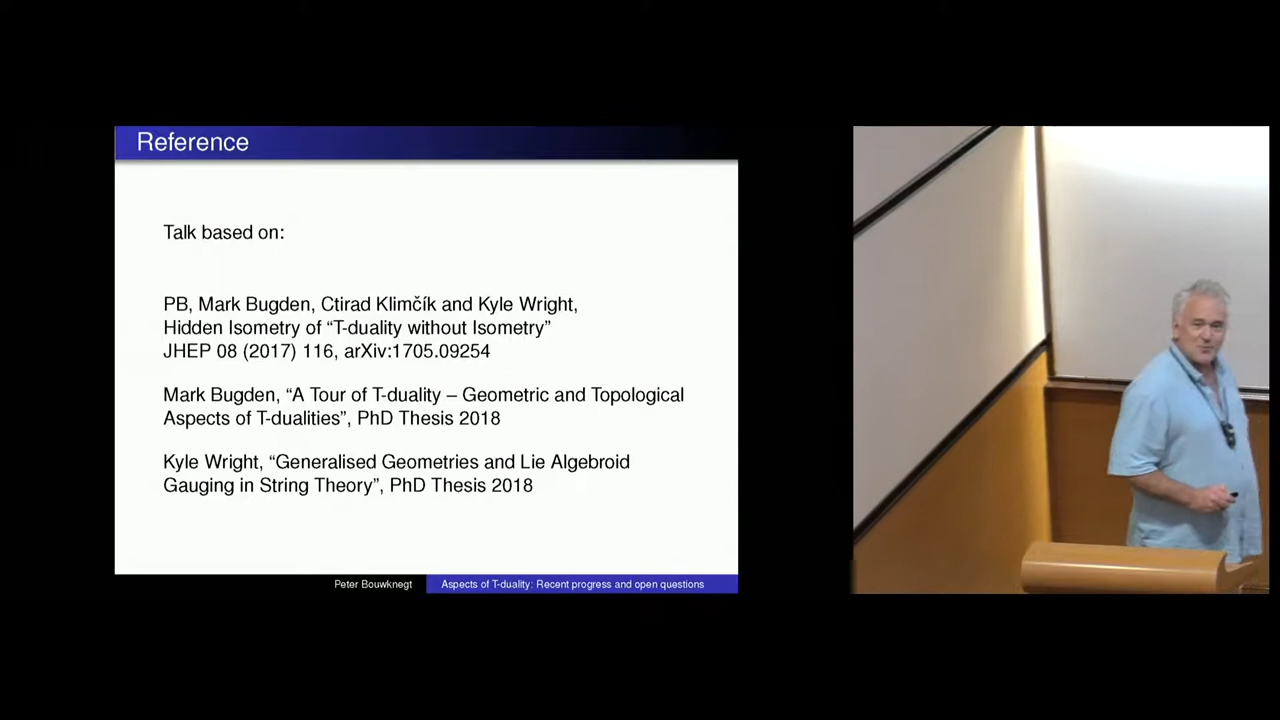 Reference
Talk based on:
PB, Mark Bugden, Ctirad Klimčík and Kyle Wright,
Hidden Isometry of “T-duality without Isometry”
JHEP 08 (2017) 116, arXiv:1705.09254
Mark Bugden, “A Tour of T-duality – Geometric and Topological
Aspects of T-dualities”, PhD Thesis 2018
Kyle Wright, “Generalised Geometries and Lie Algebroid
Gauging in String Theory”, PhD Thesis 2018
Peter Bouwknegt
Aspects of T-duality: Recent progress and open questions